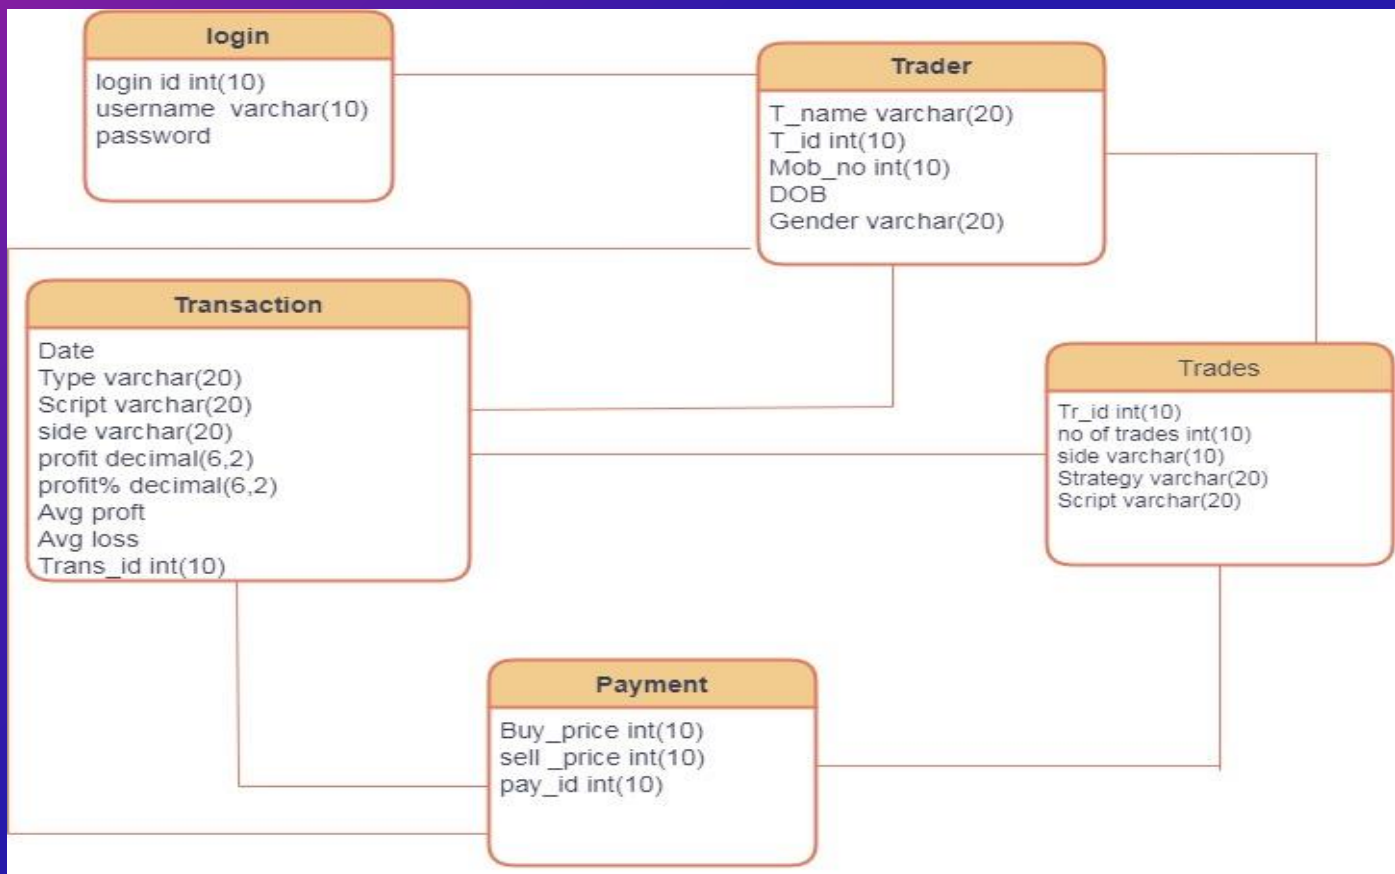 login
login id int(10)
username varchar(10)
password
Trader
T_name varchar(20)
T_id int(10)
Mob_no int(10)
DOB
Gender varchar(20)
Transaction
Date
Type varchar(20)
Script varchar(20)
side varchar(20)
profit decimal(6,2)
profit% decimal(6,2)
Avg proft
Avg loss
Trans_id int(10)
Trades
Tr_id int(10)
no of trades int(10)
side varchar(10)
Strategy varchar(20)
Script varchar(20)
Payment
Buy_price int(10)
sell _price int(10)
pay_id int(10)